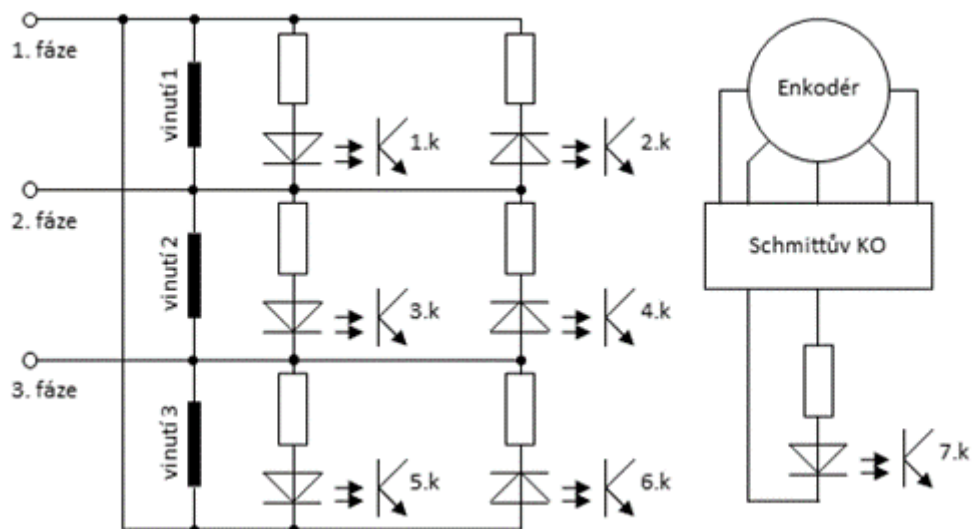 1. fáze
vinutí 1
1.k
2.k
2. fáze
vinutí 2
3.k
4.k
3. fáze
vinutí 3
5.k
6.k
Enkodér
Schmittův KO
7.k